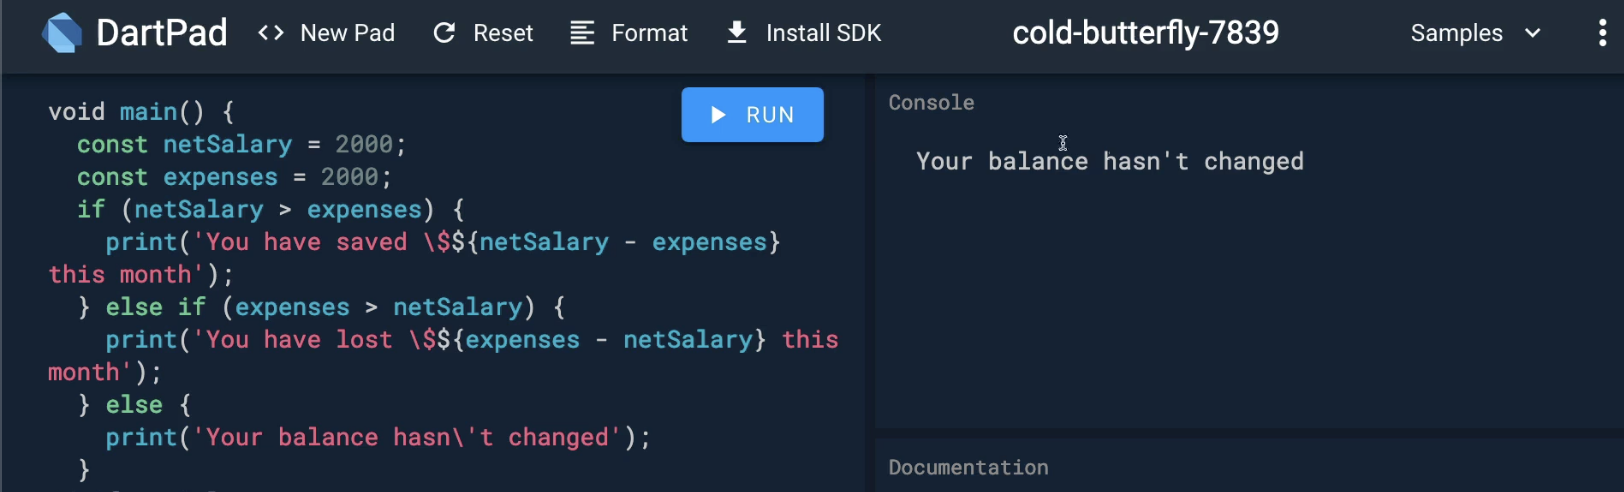 DartPad <> New Pad Reset Format Install SDK cold-butterfly-7839 Samples
void main() {
const netSalary = 2000;
const expenses = 2000;
if (netSalary > expenses) {
print('You have saved \$${netSalary - expenses}
this month');
} else if (expenses > netSalary) {
print('You have lost \$${expenses - netSalary} this
month');
} else {
print('Your balance hasn\'t changed');
}
RUN
Console
Your balance hasn't changed
Documentation